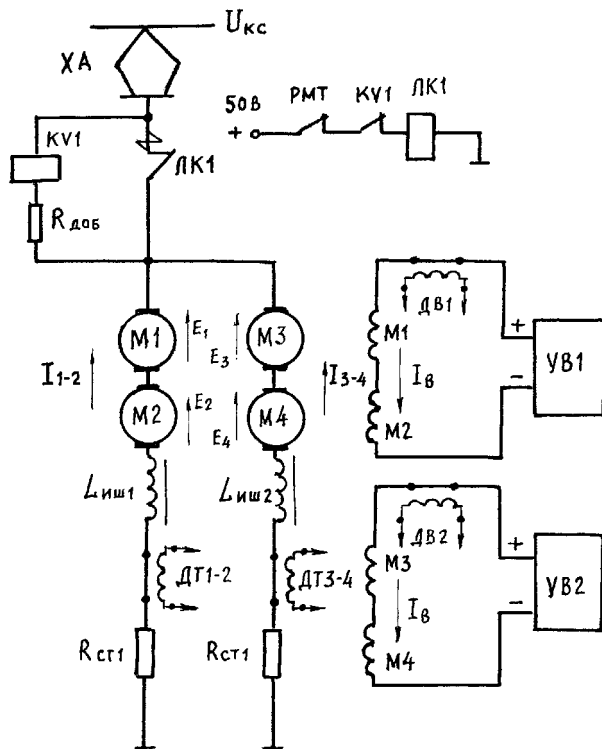 Uкс
ХА
50В
РМТ
KV1
ЛК1
+
KV1
ЛК1
Rдоб
M1
E1
E3
M3
I1-2
I3-4
M2
E2
E4
M4
Lиш1
Lиш2
ДТ1-2
ДТ3-4
Rст1
Rст1
ДВ1
M1
Iв
M2
+
−
УВ1
ДВ2
M3
Iв
M4
+
−
УВ2